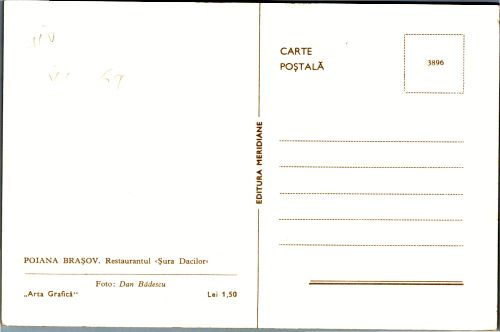 CARTE
POȘTALĂ
3896
EDITURA MERIDIANE
POIANA BRAȘOV. Restaurantul «Șura Dacilor»
Foto: Dan Bădescu
„Arta Grafică“
Lei 1,50